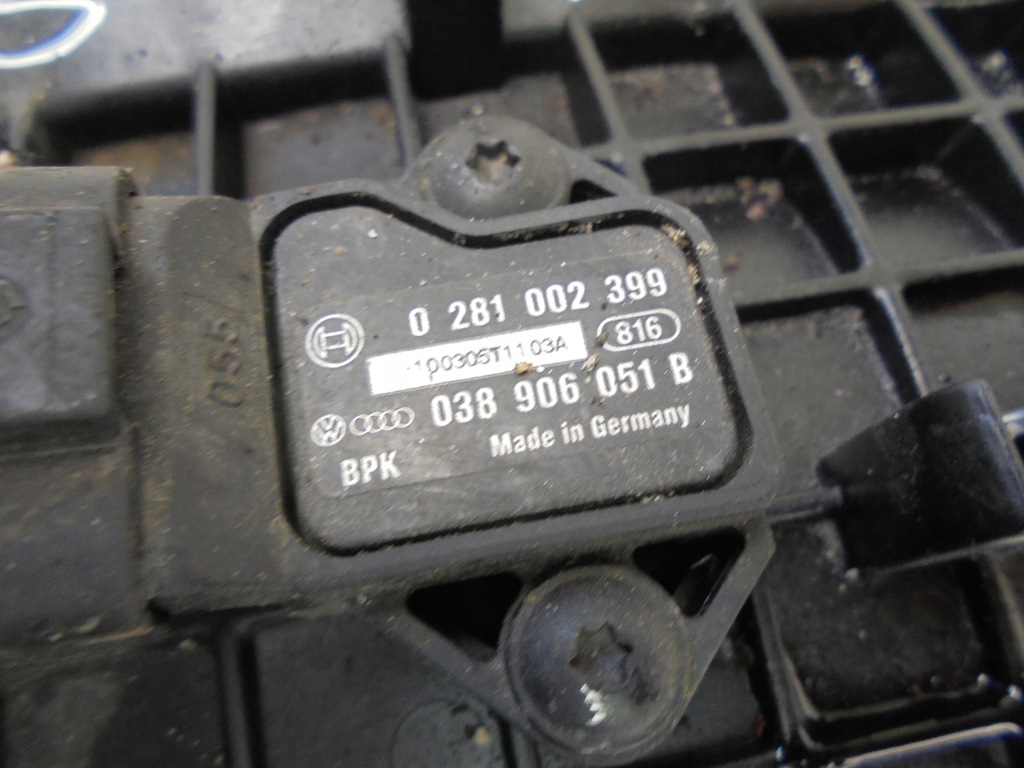 0 281 002 399
100305T1103A
816
038 906 051 B
Made in Germany
BPK
/055/